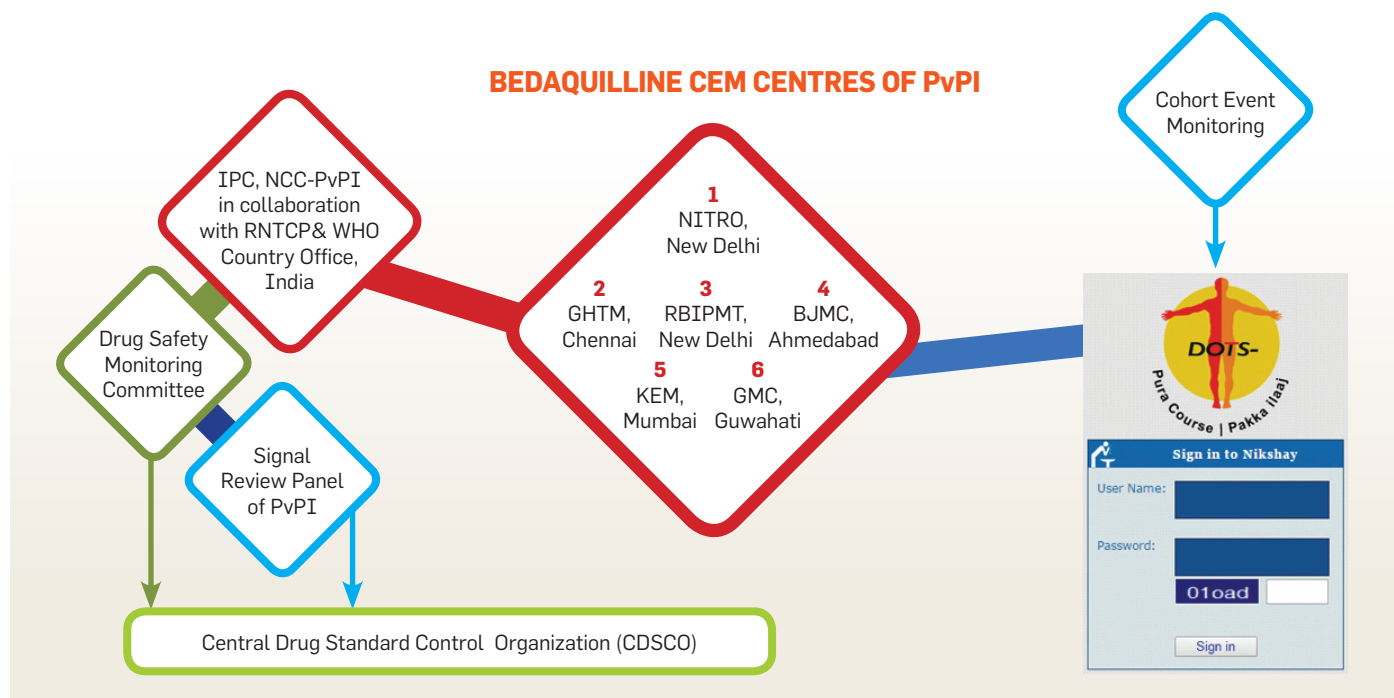 BEDAQUILLINE CEM CENTRES OF PvPI
IPC, NCC-PvPI
in collaboration
with RNTCP& WHO
Country Office,
India
Drug Safety
Monitoring
Committee
Signal
Review Panel
of PvPI
1
NITRO,
New Delhi
2
GHTM,
Chennai
3
RBIPMT,
New Delhi
4
BJMC,
Ahmedabad
5
KEM,
Mumbai
6
GMC,
Guwahati
Cohort Event
Monitoring
DOTS-
Pura Course | Pakka Ilaaj
Sign in to Nikshay
User Name:
Password:
01oad
Sign in
Central Drug Standard Control Organization (CDSCO)